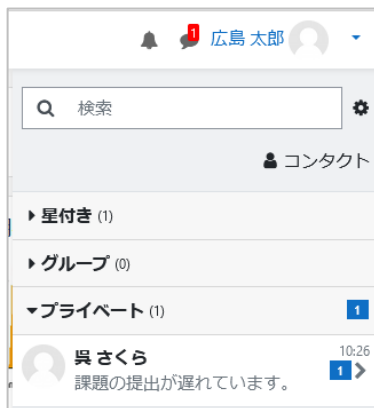 1
広島 太郎
検索
コンタクト
星付き (1)
グループ (0)
プライベート (1) 1
呉 さくら 10:26
課題の提出が遅れています。 1